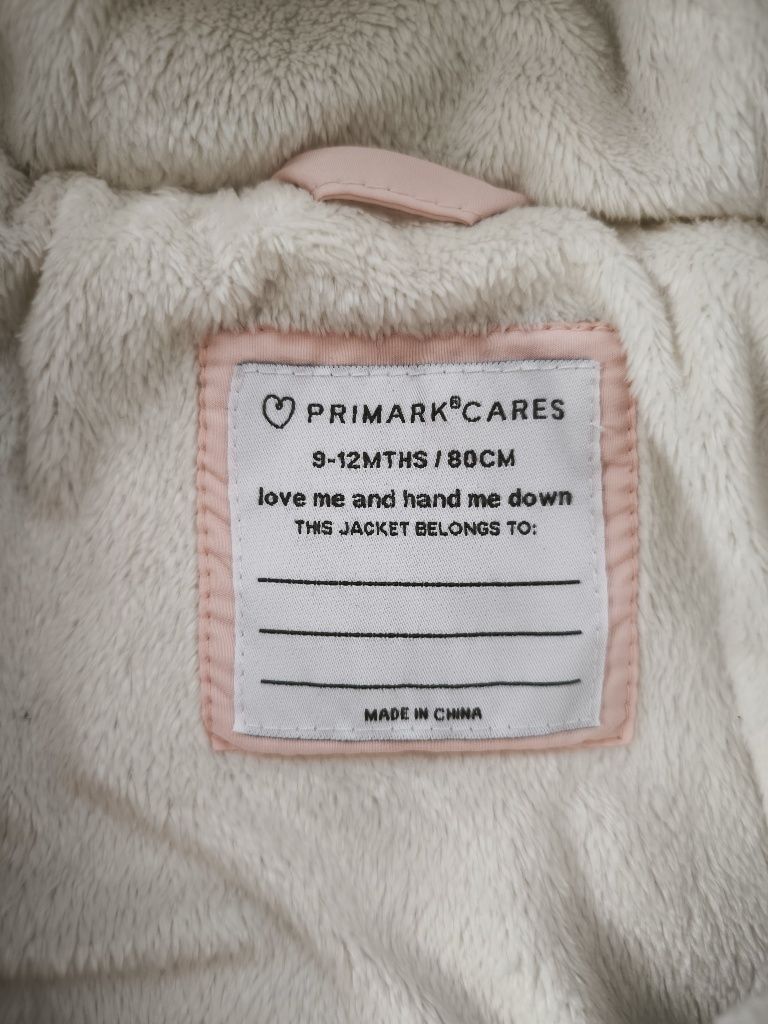 PRIMARK® CARES
9-12MTHS / 80CM
love me and hand me down
THIS JACKET BELONGS TO:
MADE IN CHINA